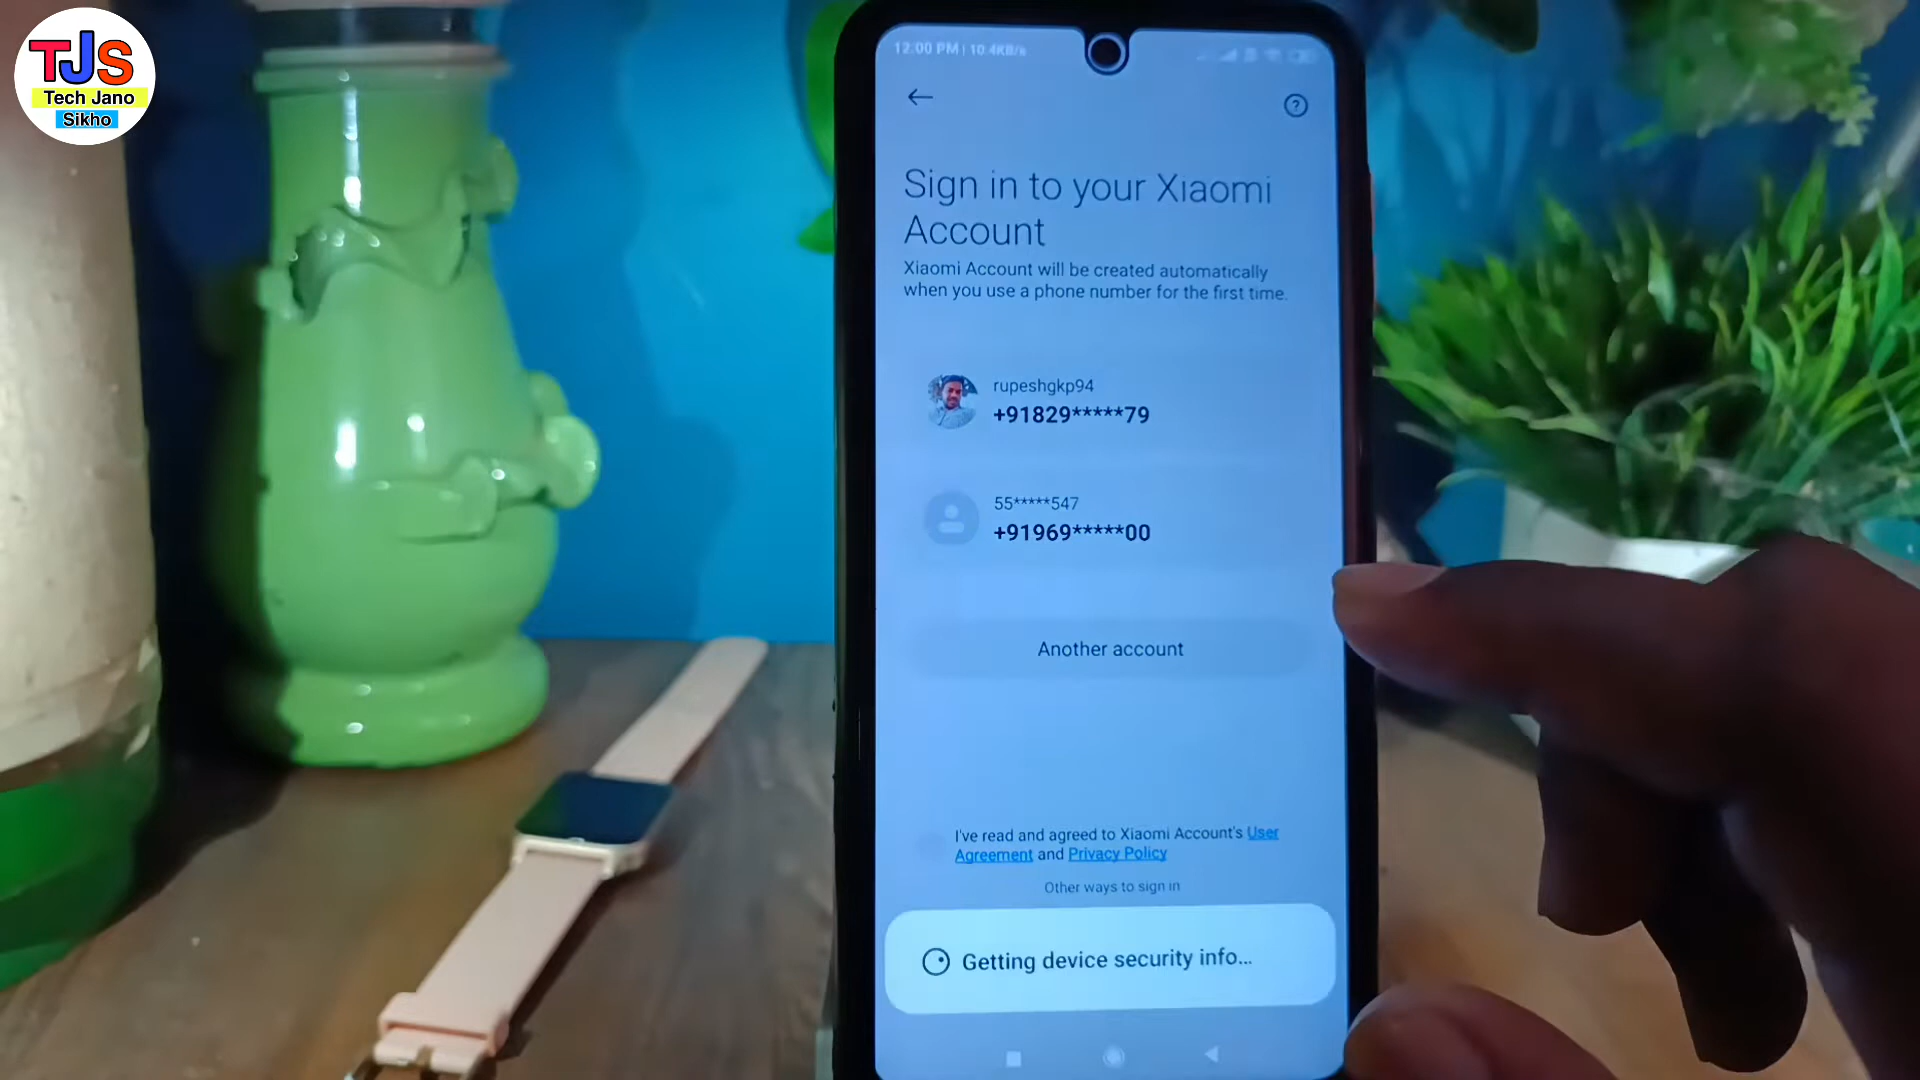 TJS
Tech Jano
Sikho
12:00 PM | 10.4KB/s
Sign in to your Xiaomi
Account
Xiaomi Account will be created automatically
when you use a phone number for the first time.
rupeshgkp94
+91829*****79
55*****547
+91969*****00
Another account
I've read and agreed to Xiaomi Account's User
Agreement and Privacy Policy
Other ways to sign in
Getting device security info...